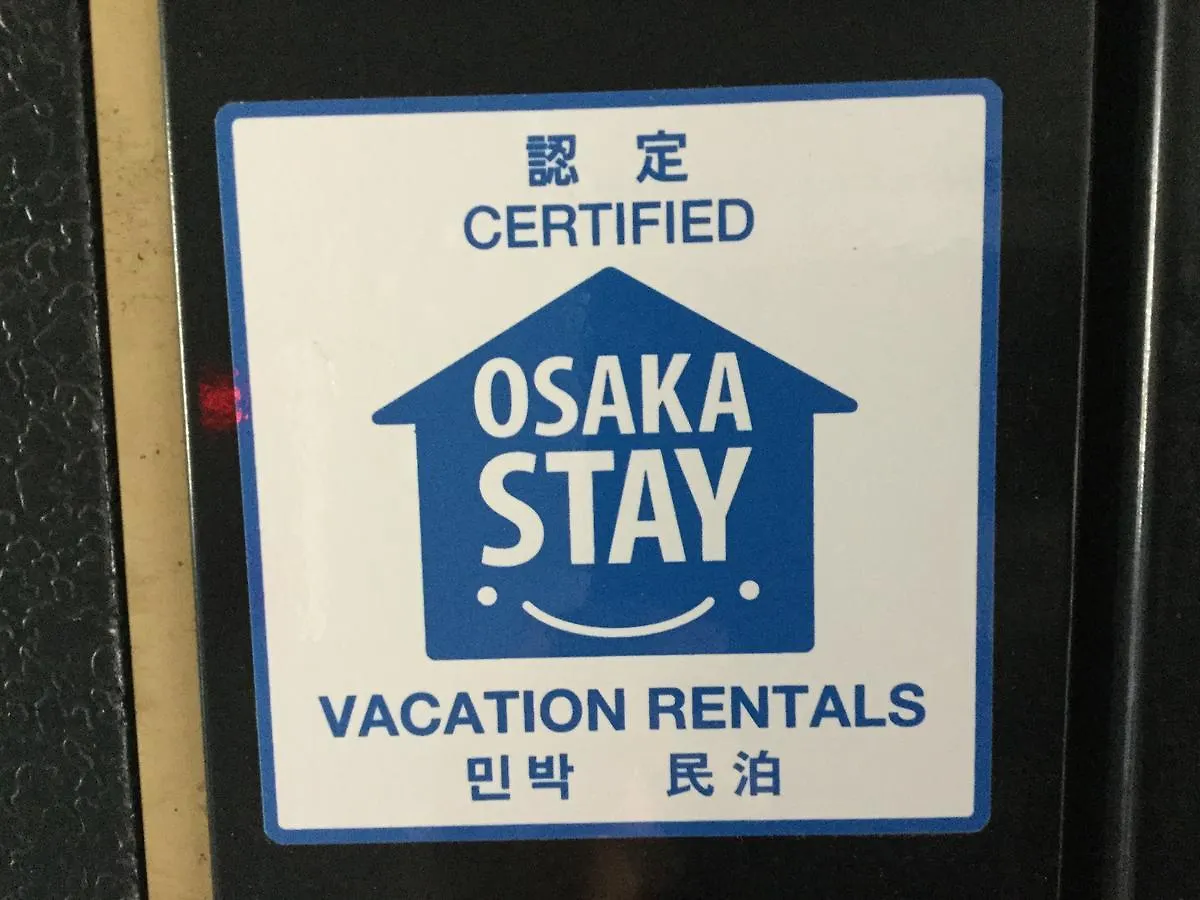 認 定
CERTIFIED
OSAKA
STAY
VACATION RENTALS
민박 民泊